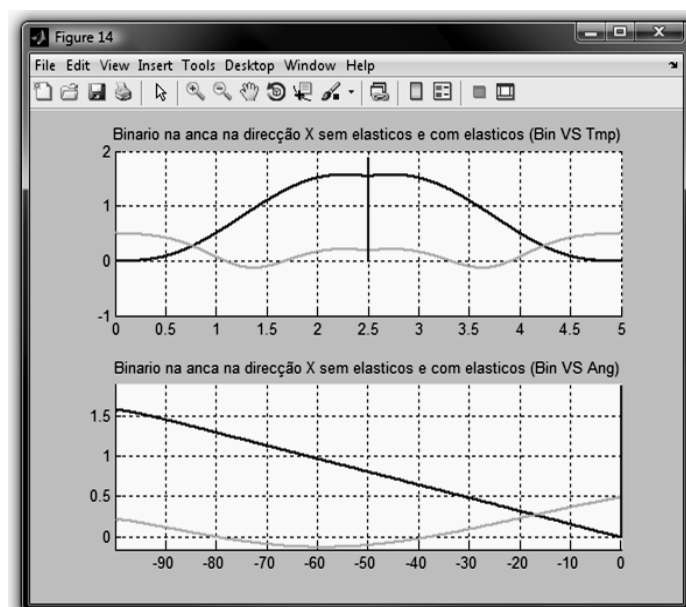 Figure 14
File Edit View Insert Tools Desktop Window Help
Binario na anca na direcção X sem elasticos e com elasticos (Bin VS Tmp)
2
1
0
-1
0 0.5 1 1.5 2 2.5 3 3.5 4 4.5 5
Binario na anca na direcção X sem elasticos e com elasticos (Bin VS Ang)
1.5
1
0.5
0
-90 -80 -70 -60 -50 -40 -30 -20 -10 0